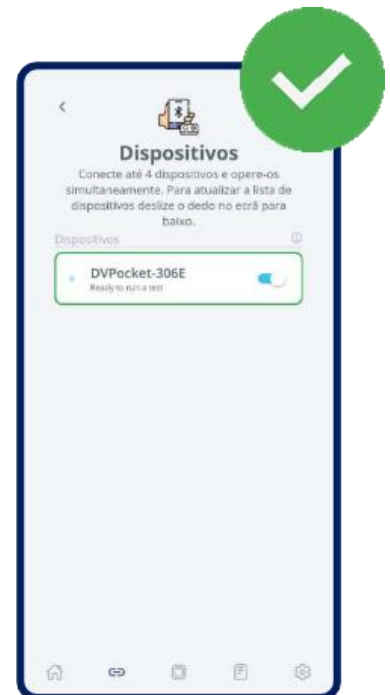 Dispositivos
Conecte até 4 dispositivos e opere-os
simultaneamente. Para atualizar a lista de
dispositivos deslize o dedo no ecrã para
baixo.
Dispositivos
DVPocket-306E
Ready to run a test